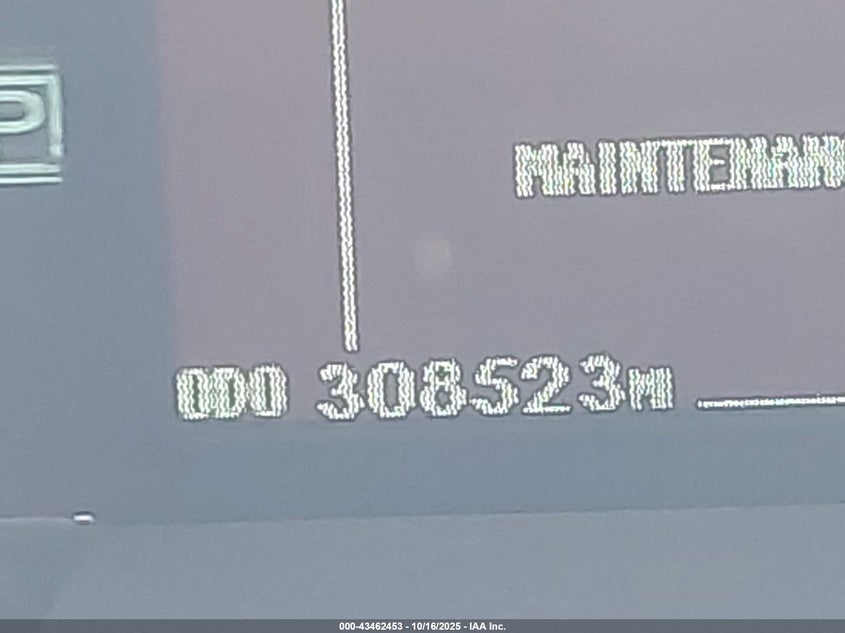 P
MAINTENAN
ODO 308523MI
000-43462453 - 10/16/2025 - IAA Inc.